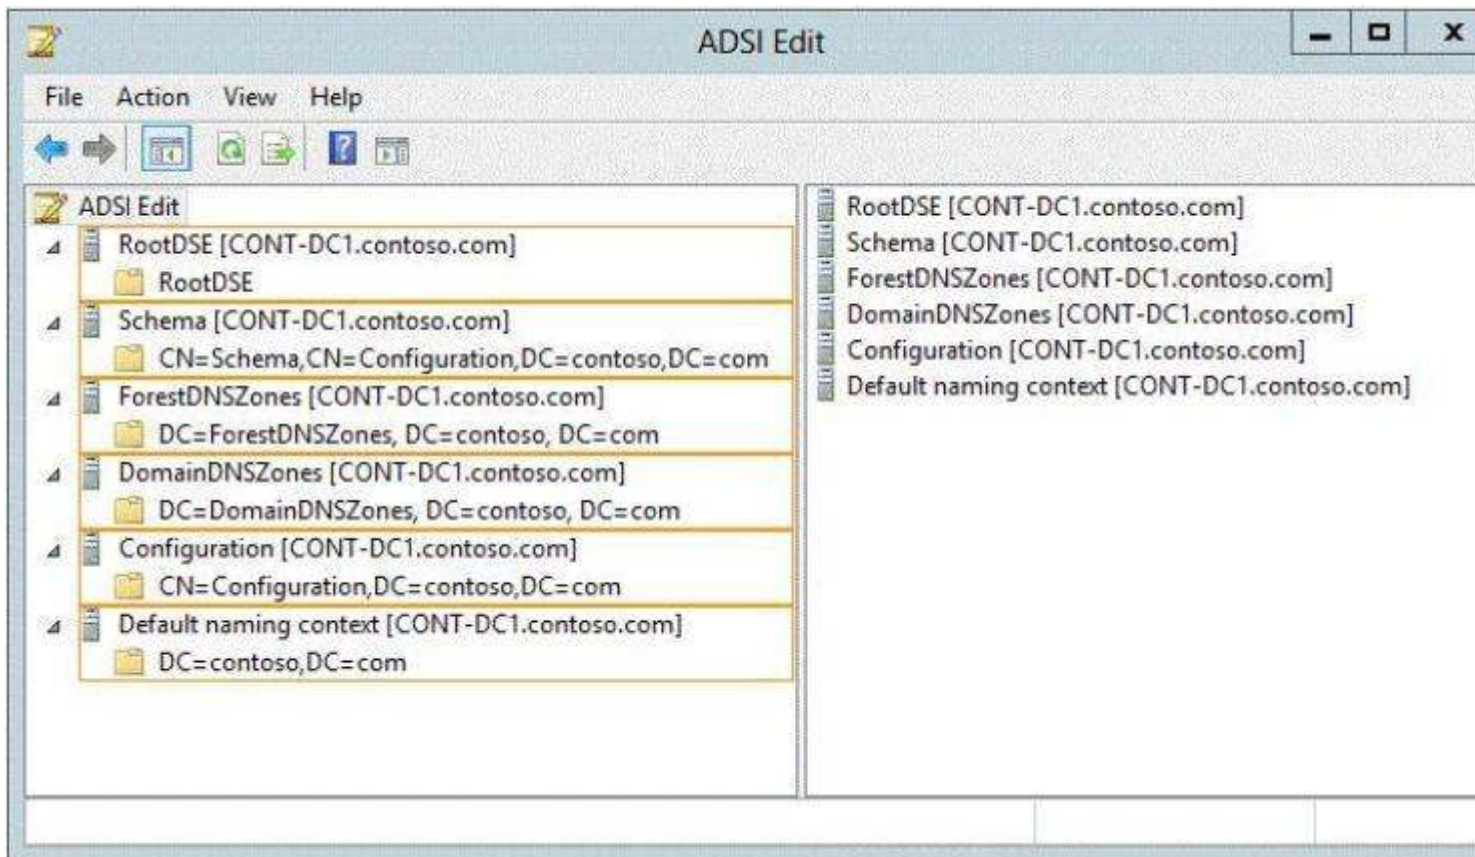 ADSI Edit
X
File Action View Help
ADSI Edit
RootDSE [CONT-DC1.contoso.com]
RootDSE
Schema [CONT-DC1.contoso.com]
CN=Schema,CN=Configuration,DC=contoso,DC=com
ForestDNSZones [CONT-DC1.contoso.com]
DC=ForestDNSZones, DC=contoso, DC=com
DomainDNSZones [CONT-DC1.contoso.com]
DC=DomainDNSZones, DC=contoso, DC=com
Configuration [CONT-DC1.contoso.com]
CN=Configuration,DC=contoso,DC=com
Default naming context [CONT-DC1.contoso.com]
DC=contoso,DC=com
RootDSE [CONT-DC1.contoso.com]
Schema [CONT-DC1.contoso.com]
ForestDNSZones [CONT-DC1.contoso.com]
DomainDNSZones [CONT-DC1.contoso.com]
Configuration [CONT-DC1.contoso.com]
Default naming context [CONT-DC1.contoso.com]